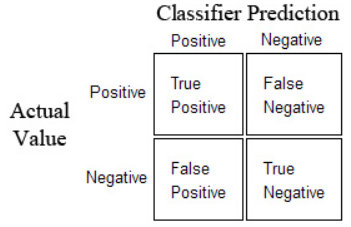 Classifier Prediction
Positive Negative
Positive
True
Positive
False
Negative
Actual
Value
Negative
False
Positive
True
Negative